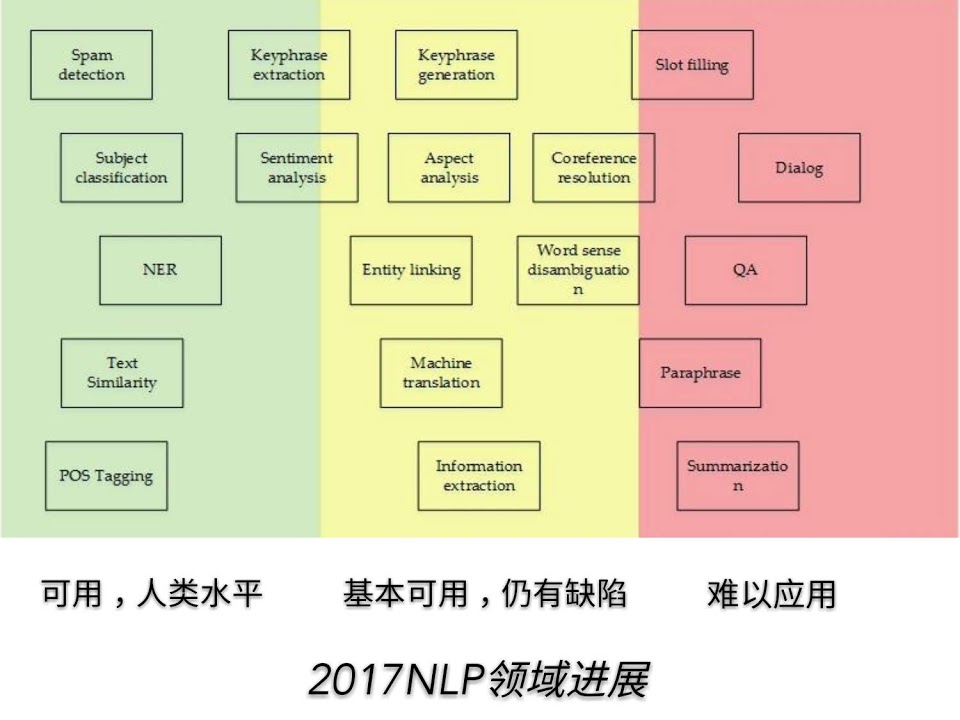 Spam
detection
Keyphrase
extraction
Keyphrase
generation
Slot filling
Subject
classification
Sentiment
analysis
Aspect
analysis
Coreference
resolution
Dialog
NER
Entity linking
Word sense
disambiguatio
n
QA
Text
Similarity
Machine
translation
Paraphrase
POS Tagging
Information
extraction
Summarizatio
n
可用，人类水平
基本可用，仍有缺陷
难以应用
2017NLP领域进展